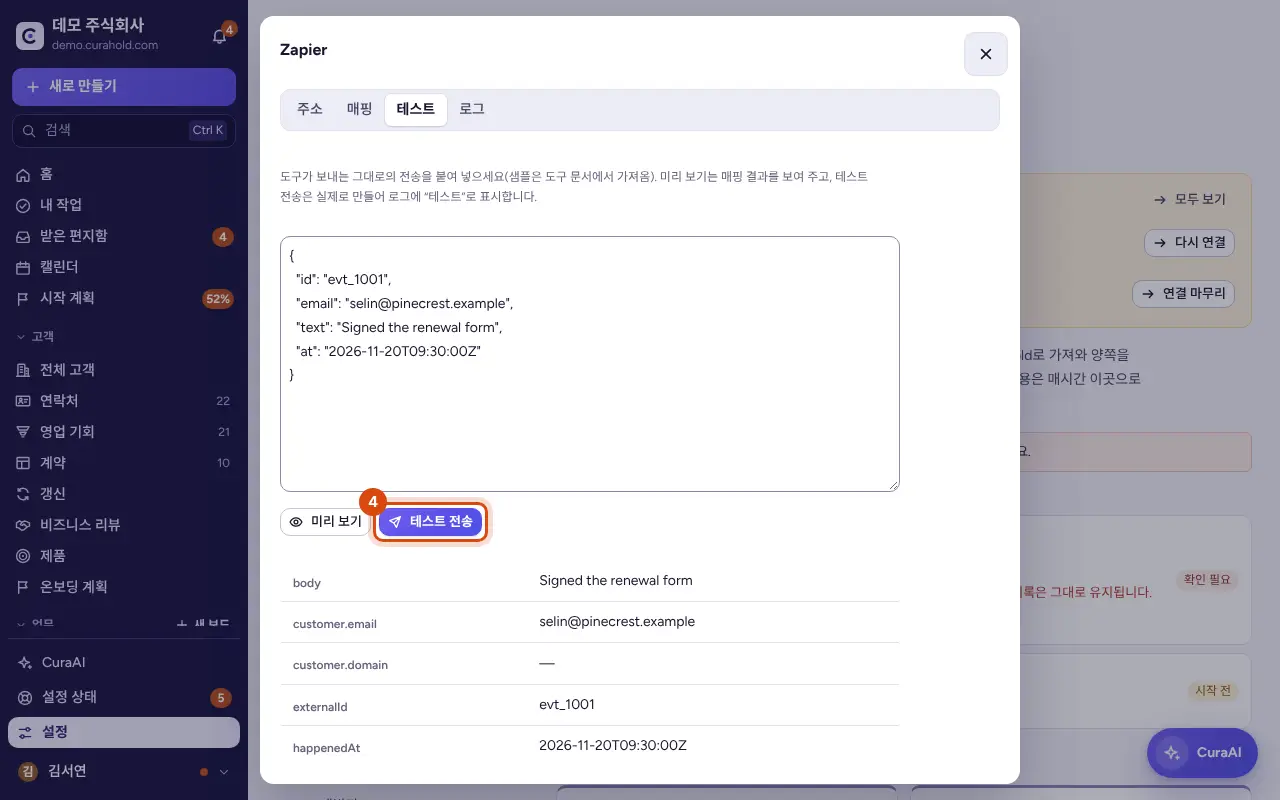 데모 주식회사
demo.curahold.com
4
새로 만들기
검색
Ctrl K
홈
내 작업
받은 편지함
4
캘린더
시작 계획
52%
고객
전체 고객
연락처
22
영업 기회
21
계약
10
갱신
비즈니스 리뷰
제품
온보딩 계획
업무
새 보드
CuraAI
설정 상태
5
설정
김
김서연
Zapier
주소
매핑
테스트
로그
도구가 보내는 그대로의 전송을 붙여 넣으세요(샘플은 도구 문서에서 가져옴). 미리 보기는 매핑 결과를 보여 주고, 테스트
전송은 실제로 만들어 로그에 “테스트”로 표시합니다.
{
"id": "evt_1001",
"email": "selin@pinecrest.example",
"text": "Signed the renewal form",
"at": "2026-11-20T09:30:00Z"
}
미리 보기
4
테스트 전송
body
Signed the renewal form
customer.email
selin@pinecrest.example
customer.domain
—
externalId
evt_1001
happenedAt
2026-11-20T09:30:00Z
모두 보기
다시 연결
연결 마무리
ld로 가져와 양쪽을
용은 매시간 이곳으로
요.
확인 필요
록은 그대로 유지됩니다.
시작 전
CuraAI